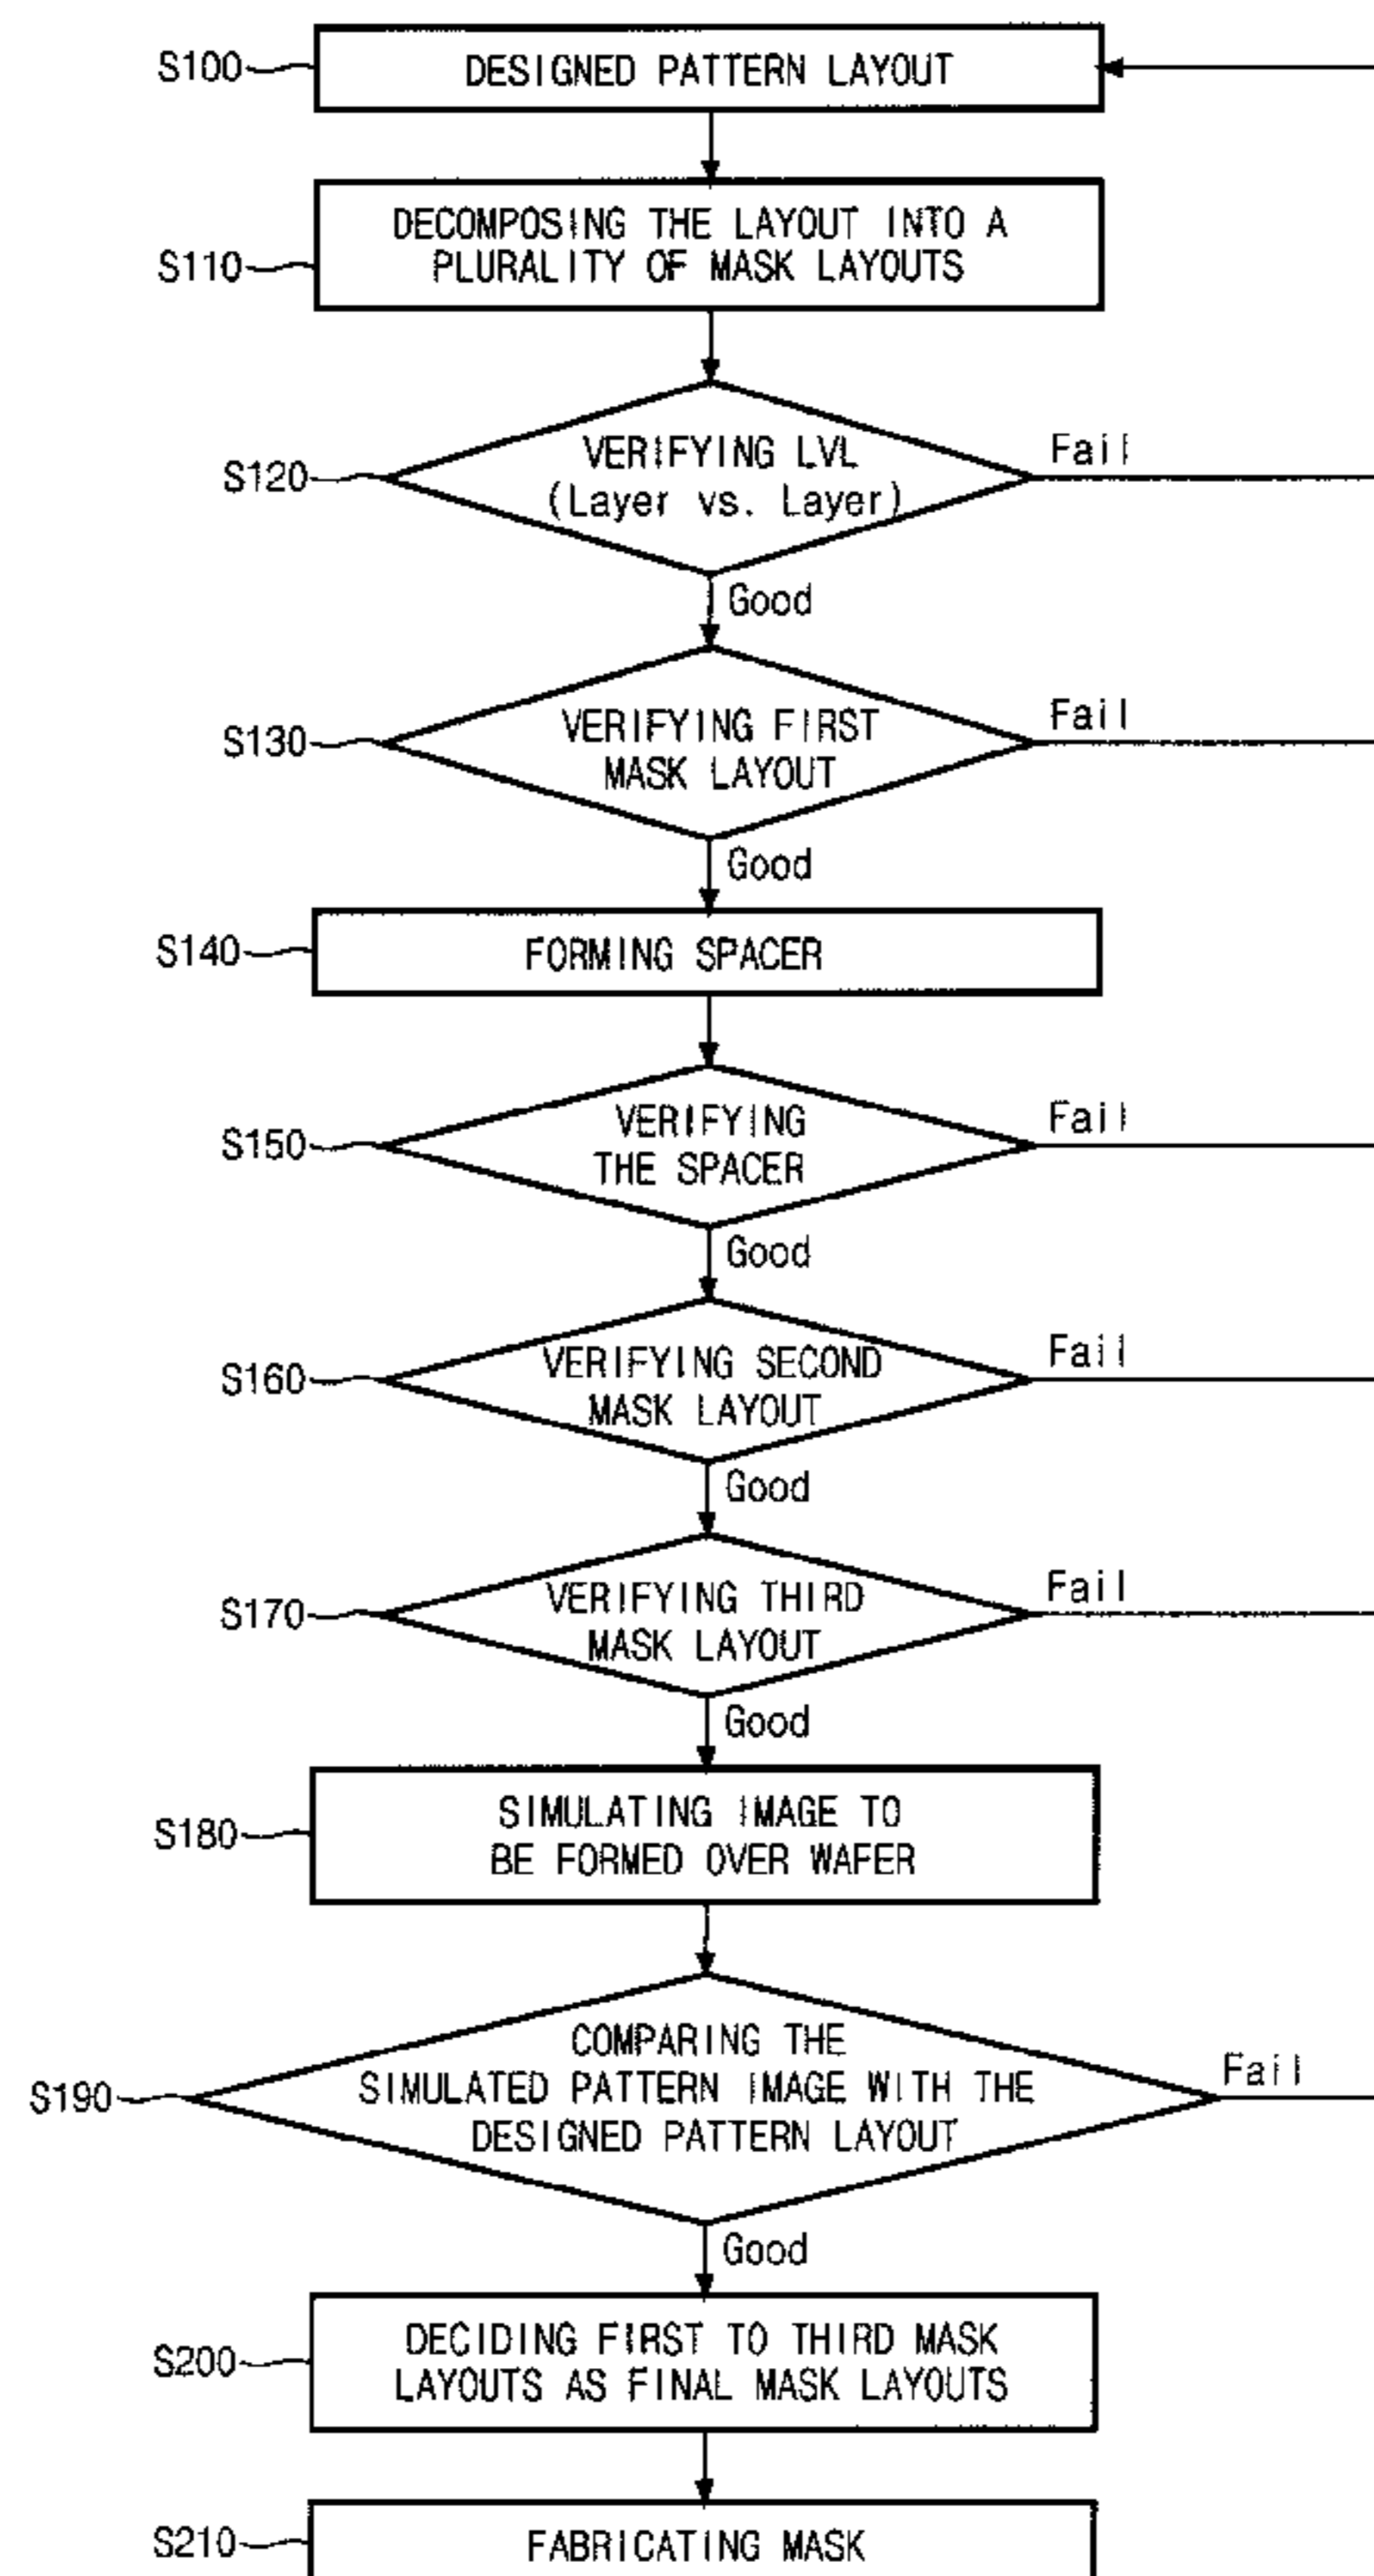 S100
DESIGNED PATTERN LAYOUT
DECOMPOSING THE LAYOUT INTO A
PLURALITY OF MASK LAYOUTS
S110
VERIFYING LVL
(Layer vs. Layer)
S120
Fail
Good
VERIFYING FIRST
MASK LAYOUT
S130
Fail
Good
S140
FORMING SPACER
VERIFYING
THE SPACER
S150
Fail
Good
VERIFYING SECOND
MASK LAYOUT
S160
Fail
Good
VERIFYING THIRD
MASK LAYOUT
S170
Fail
Good
SIMULATING IMAGE TO
BE FORMED OVER WAFER
S180
COMPARING THE
SIMULATED PATTERN IMAGE WITH THE
DESIGNED PATTERN LAYOUT
S190
Fail
Good
DECIDING FIRST TO THIRD MASK
LAYOUTS AS FINAL MASK LAYOUTS
S200
S210
FABRICATING MASK